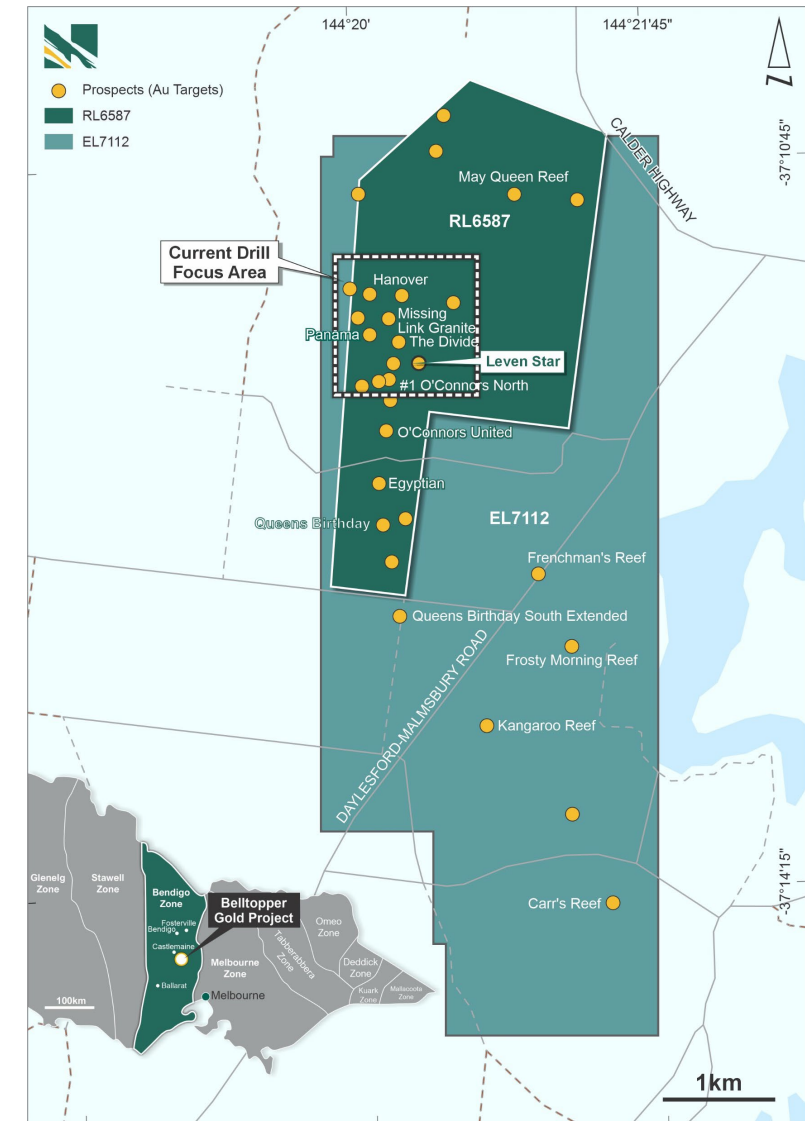 144°20'
144°21'45"
Prospects (Au Targets)
RL6587
EL7112
Z
-37°10'45"
CALDER HIGHWAY
May Queen Reef
RL6587
Current Drill
Focus Area
Hanover
Missing
Link Granite
Panama
The Divide
Leven Star
#1 O'Connors North
O'Connors United
Egyptian
EL7112
Queens Birthday
Frenchman's Reef
Queens Birthday South Extended
Frosty Morning Reef
DAYLESFORD-MALMSBURY ROAD
Kangaroo Reef
-37°14'15"
Carr's Reef
Glenelg
Zone
Stawell
Zone
Bendigo
Zone
Fosterville
Bendigo
Castlemaine
Ballarat
Belltopper
Gold Project
Melbourne
Zone
Melbourne
Tabberabbera
Zone
Omeo
Zone
Deddick
Zone
Kuark
Zone
Mallacoota
Zone
100km
1km